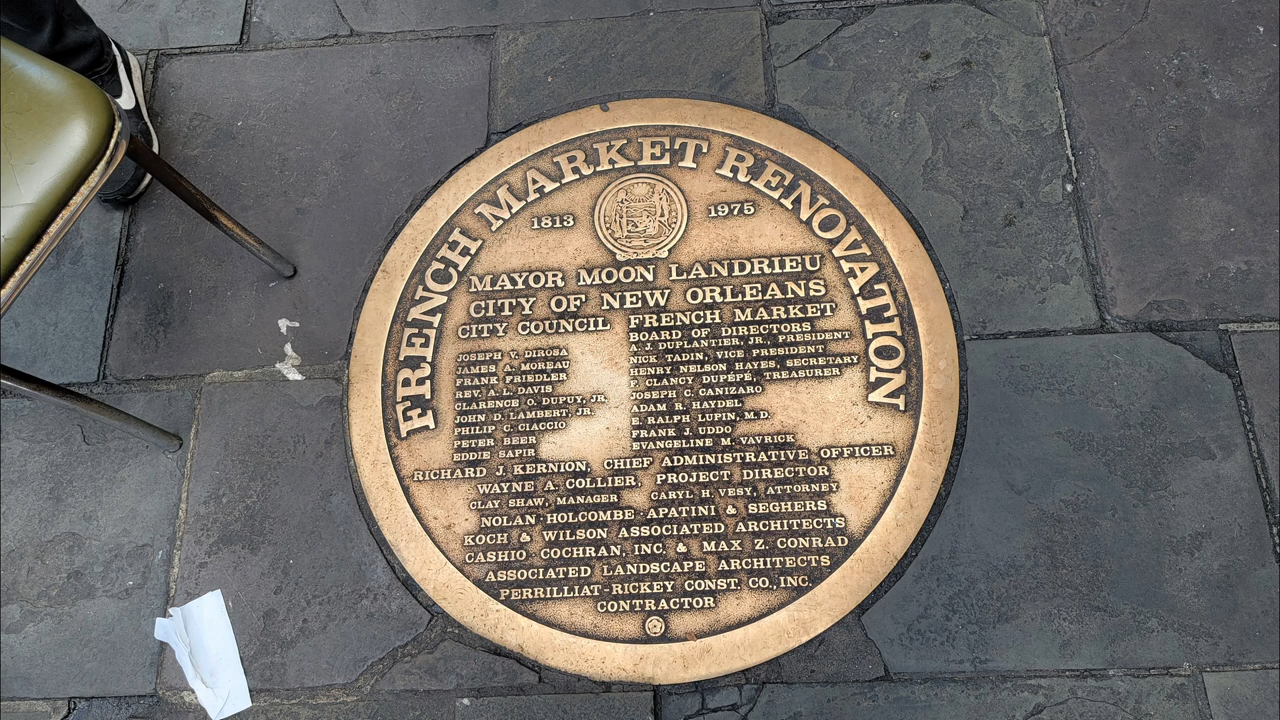 FRENCH MARKET RENOVATION
1813 1975
MAYOR MOON LANDRIEU
CITY OF NEW ORLEANS
CITY COUNCIL
JOSEPH V. DIROSA
JAMES A. MOREAU
FRANK FRIEDLER
REV. A. L. DAVIS
CLARENCE O. DUPUY, JR.
JOHN D. LAMBERT, JR.
PHILIP C. CIACCIO
PETER BEER
EDDIE SAPIR
FRENCH MARKET
BOARD OF DIRECTORS
A. J. DUPLANTIER, JR., PRESIDENT
NICK TADIN, VICE PRESIDENT
HENRY NELSON HAYES, SECRETARY
F. CLANCY DUPÉPÉ, TREASURER
JOSEPH C. CANIZARO
ADAM R. HAYDEL
E. RALPH LUPIN, M.D.
FRANK J. UDDO
EVANGELINE M. VAVRICK
RICHARD J. KERNION, CHIEF ADMINISTRATIVE OFFICER
WAYNE A. COLLIER, PROJECT DIRECTOR
CLAY SHAW, MANAGER CARYL H. VESY, ATTORNEY
NOLAN · HOLCOMBE · APATINI & SEGHERS
KOCH & WILSON ASSOCIATED ARCHITECTS
CASHIO · COCHRAN, INC. & MAX Z. CONRAD
ASSOCIATED LANDSCAPE ARCHITECTS
PERRILLIAT-RICKEY CONST. CO., INC.
CONTRACTOR